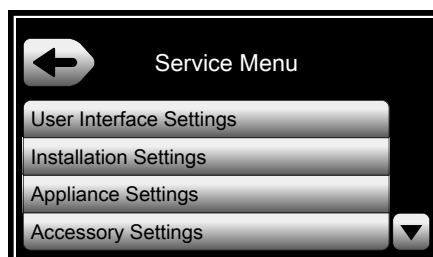 Service Menu
User Interface Settings
Installation Settings
Appliance Settings
Accessory Settings